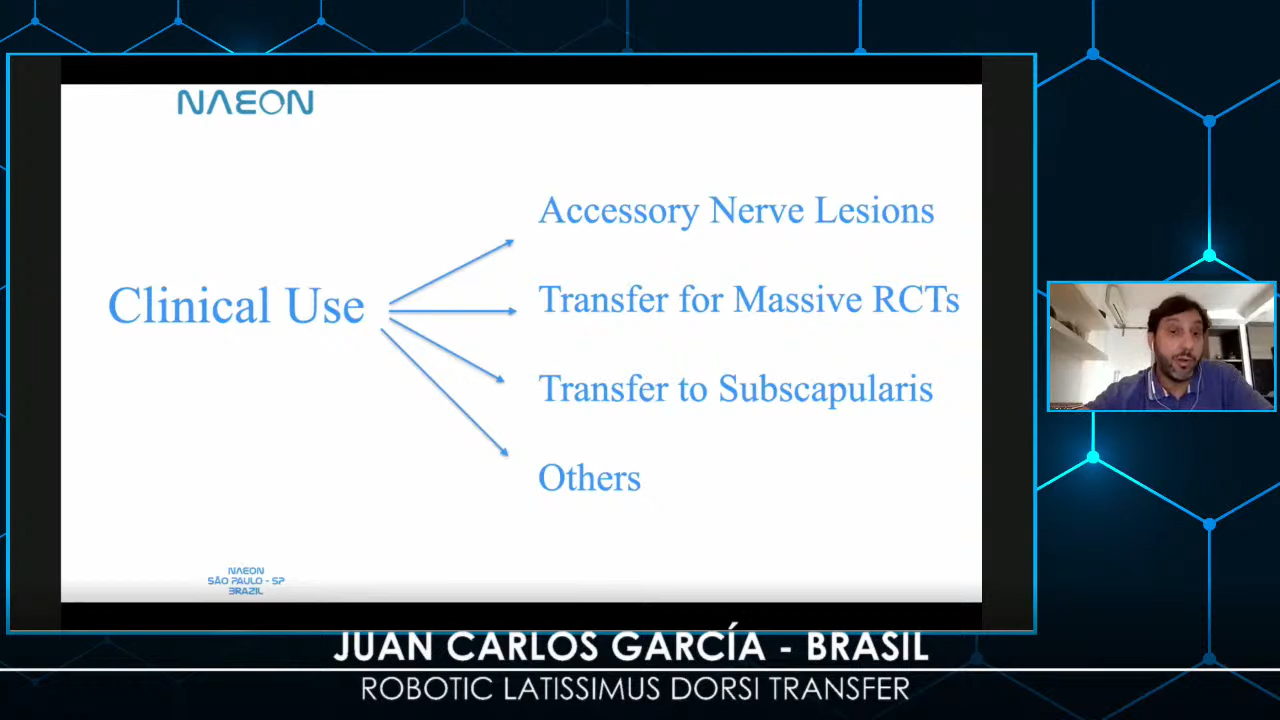 NAEON
Clinical Use
Accessory Nerve Lesions
Transfer for Massive RCTs
Transfer to Subscapularis
Others
NAEON
SÃO PAULO - SP
BRAZIL
JUAN CARLOS GARCÍA - BRASIL
ROBOTIC LATISSIMUS DORSI TRANSFER